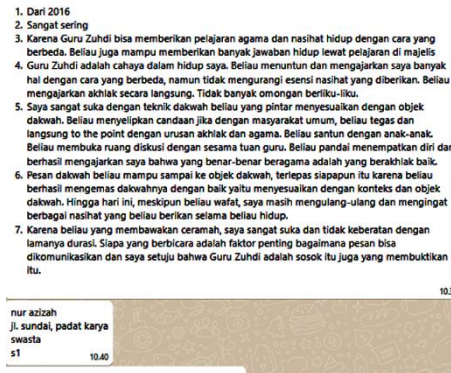 1. Dari 2016
2. Sangat sering
3. Karena Guru Zuhdi bisa memberikan pelajaran agama dan nasihat hidup dengan cara yang
berbeda. Beliau juga mampu memberikan banyak jawaban hidup lewat pelajaran di majelis
4. Guru Zuhdi adalah cahaya dalam hidup saya. Beliau menuntun dan mengajarkan saya banyak
hal dengan cara yang berbeda, namun tidak mengurangi esensi nasihat yang diberikan. Beliau
mengajarkan akhlak secara langsung. Tidak banyak omongan berliku-liku.
5. Saya sangat suka dengan teknik dakwah beliau yang pintar menyesuaikan dengan objek
dakwah. Beliau menyelipkan candaan jika dengan masyarakat umum, beliau tegas dan
langsung to the point dengan urusan akhlak dan agama. Beliau santun dengan anak-anak.
Beliau membuka ruang diskusi dengan sesama tuan guru. Beliau pandai menempatkan diri dan
berhasil mengajarkan saya bahwa yang benar-benar beragama adalah yang berakhlak baik.
6. Pesan dakwah beliau mampu sampai ke objek dakwah, terlepas siapapun itu karena beliau
berhasil mengemas dakwahnya dengan baik yaitu menyesuaikan dengan konteks dan objek
dakwah. Hingga hari ini, meskipun beliau wafat, saya masih mengulang-ulang dan mengingat
berbagai nasihat yang beliau berikan selama beliau hidup.
7. Karena beliau yang membawakan ceramah, saya sangat suka dan tidak keberatan dengan
lamanya durasi. Siapa yang berbicara adalah faktor penting bagaimana pesan bisa
dikomunikasikan dan saya setuju bahwa Guru Zuhdi adalah sosok itu juga yang membuktikan
itu.
nur azizah
jl. sundai, padat karya
swasta
s1 10.40